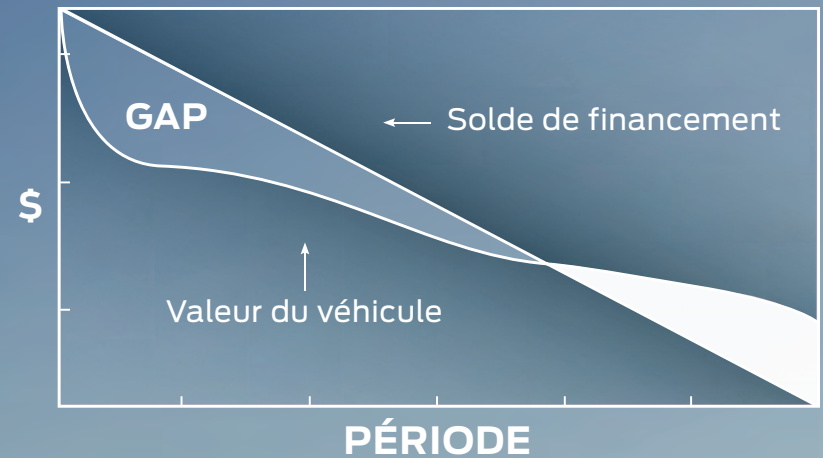 GAP
Solde de financement
$
Valeur du véhicule
PÉRIODE